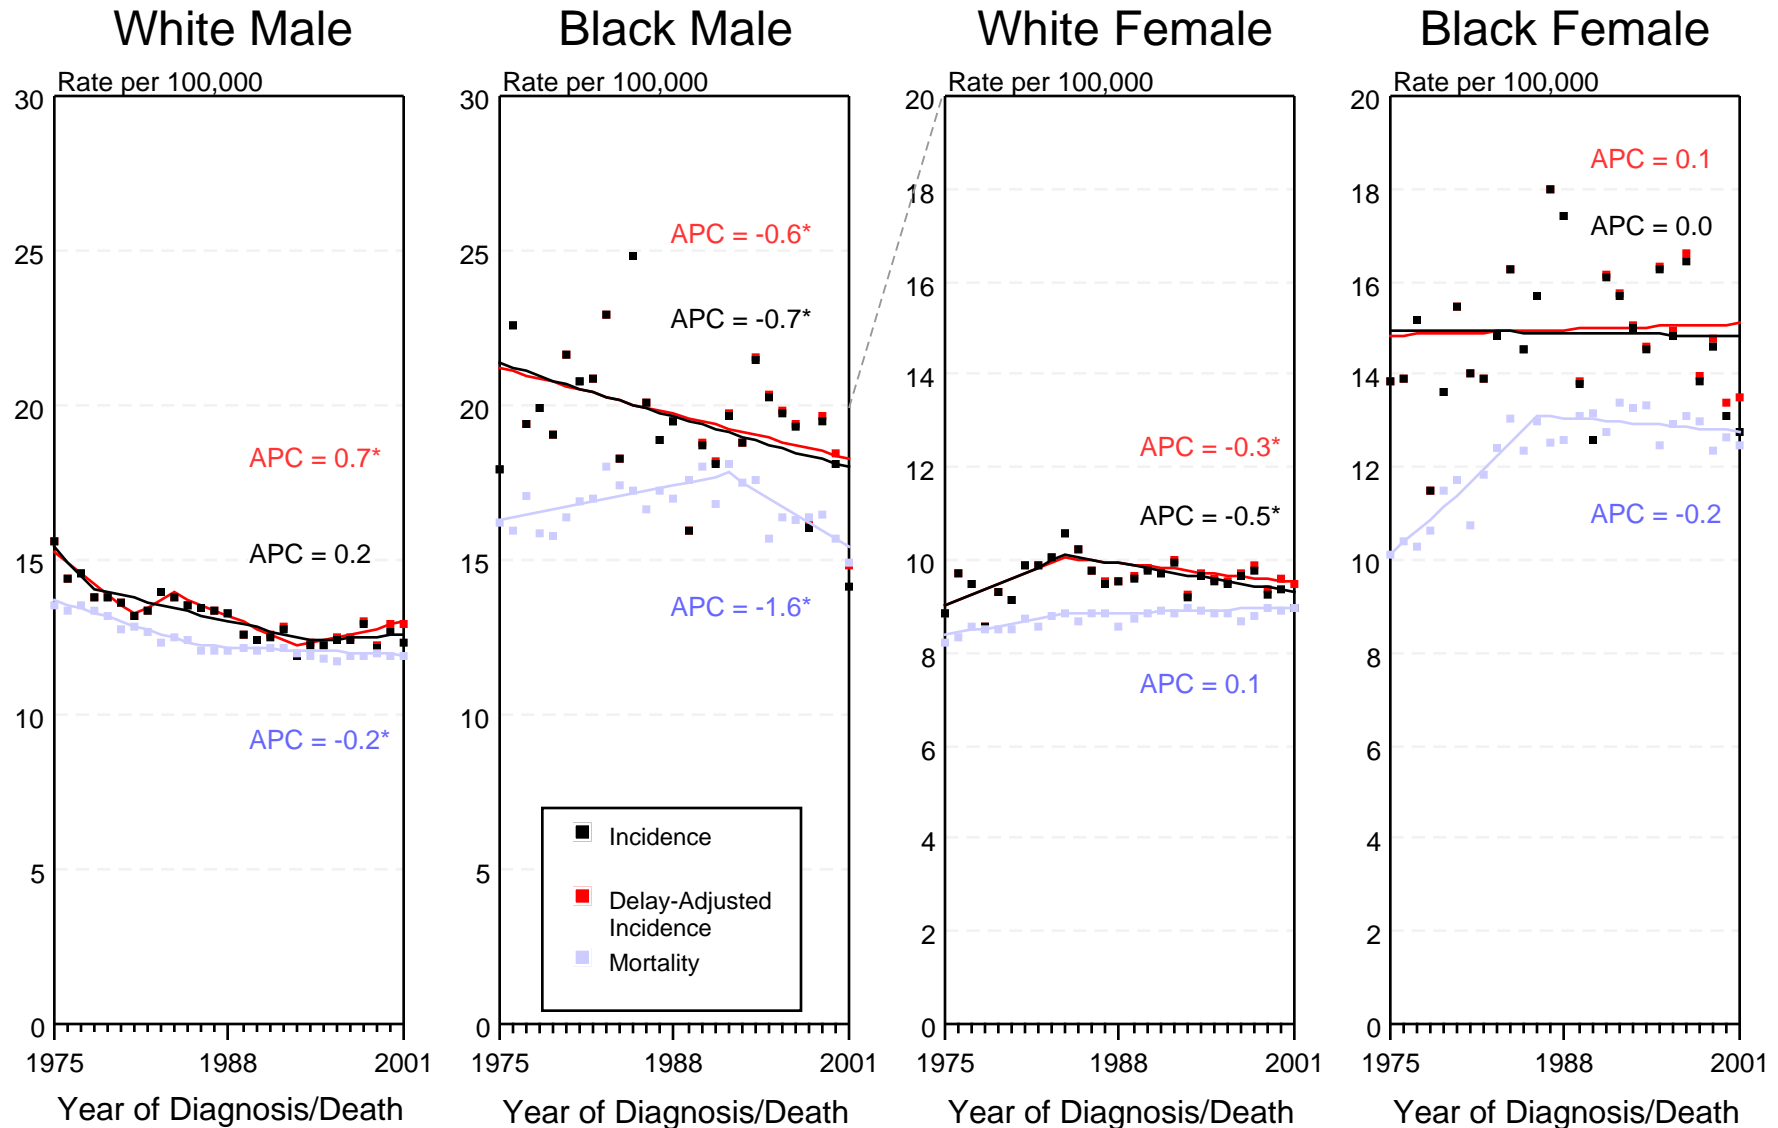 White Male
Rate per 100,000
30
25
20
15
10
5
0
APC = 0.7*
APC = 0.2
APC = -0.2*
1975 1988 2001
Year of Diagnosis/Death
Black Male
Rate per 100,000
30
25
20
15
10
5
0
APC = -0.6*
APC = -0.7*
APC = -1.6*
Incidence
Delay-Adjusted
Incidence
Mortality
1975 1988 2001
Year of Diagnosis/Death
White Female
Rate per 100,000
20
18
16
14
12
10
8
6
4
2
0
APC = -0.3*
APC = -0.5*
APC = 0.1
1975 1988 2001
Year of Diagnosis/Death
Black Female
Rate per 100,000
20
18
16
14
12
10
8
6
4
2
0
APC = 0.1
APC = 0.0
APC = -0.2
1975 1988 2001
Year of Diagnosis/Death